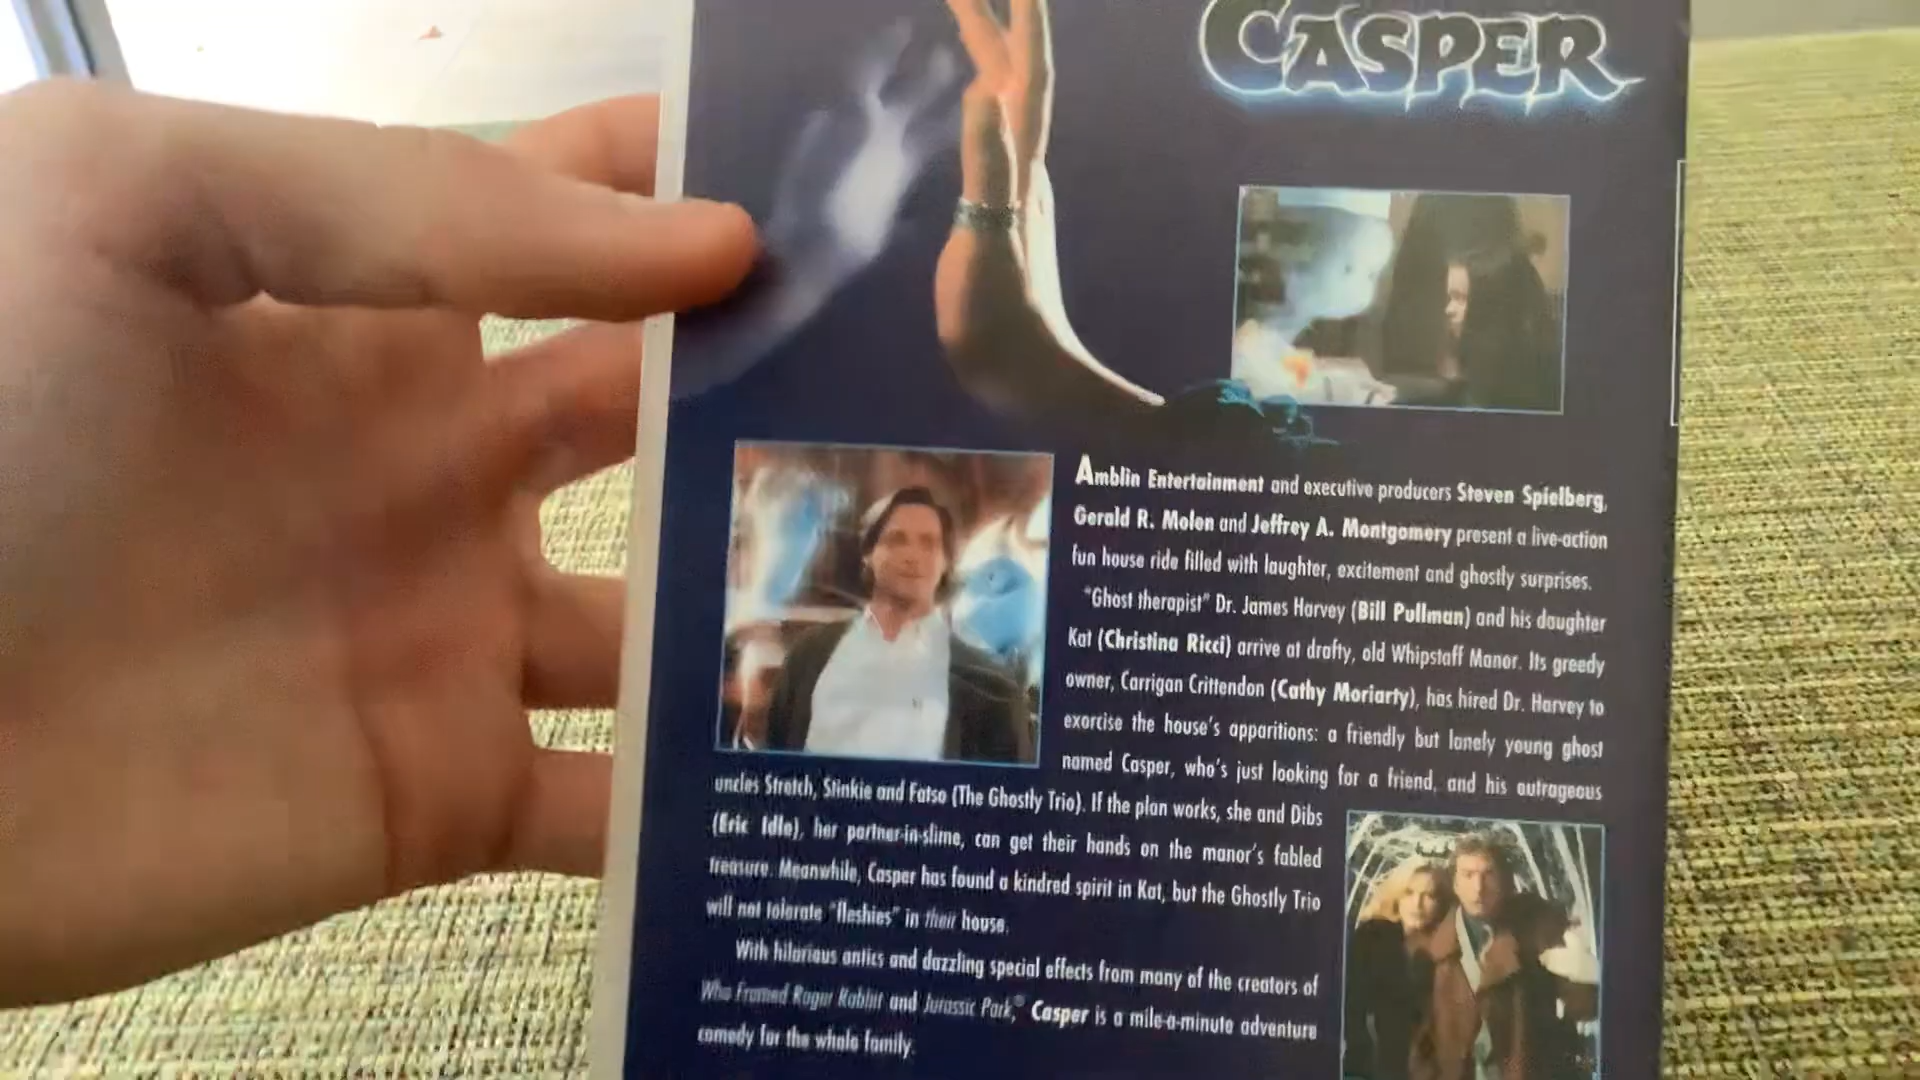 CASPER
Amblin Entertainment and executive producers Steven Spielberg,
Gerald R. Molen and Jeffrey A. Montgomery present a live-action
fun house ride filled with laughter, excitement and ghostly surprises.
"Ghost therapist" Dr. James Harvey (Bill Pullman) and his daughter
Kat (Christina Ricci) arrive at drafty, old Whipstaff Manor. Its greedy
owner, Carrigan Crittendon (Cathy Moriarty), has hired Dr. Harvey to
exorcise the house's apparitions: a friendly but lonely young ghost
named Casper, who's just looking for a friend, and his outrageous
uncles Stretch, Stinkie and Fatso (The Ghostly Trio). If the plan works, she and Dibs
(Eric Idle), her partner-in-slime, can get their hands on the manor's fabled
treasure. Meanwhile, Casper has found a kindred spirit in Kat, but the Ghostly Trio
will not tolerate "fleshies" in their house.
With hilarious antics and dazzling special effects from many of the creators of
Who Framed Roger Rabbit and Jurassic Park,® Casper is a mile-a-minute adventure
comedy for the whole family.